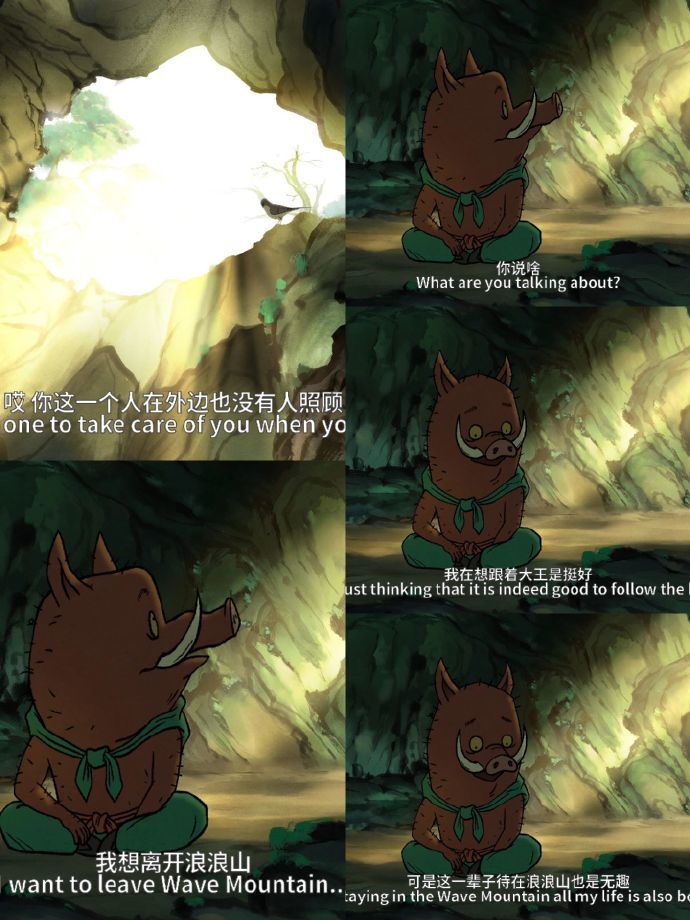 哎 你这一个人在外边也没有人照顾
one to take care of you when yo
我想离开浪浪山
want to leave Wave Mountain..
你说啥
What are you talking about?
我在想跟着大王是挺好
ust thinking that it is indeed good to follow the
可是这一辈子待在浪浪山也是无趣
taying in the Wave Mountain all my life is also bo